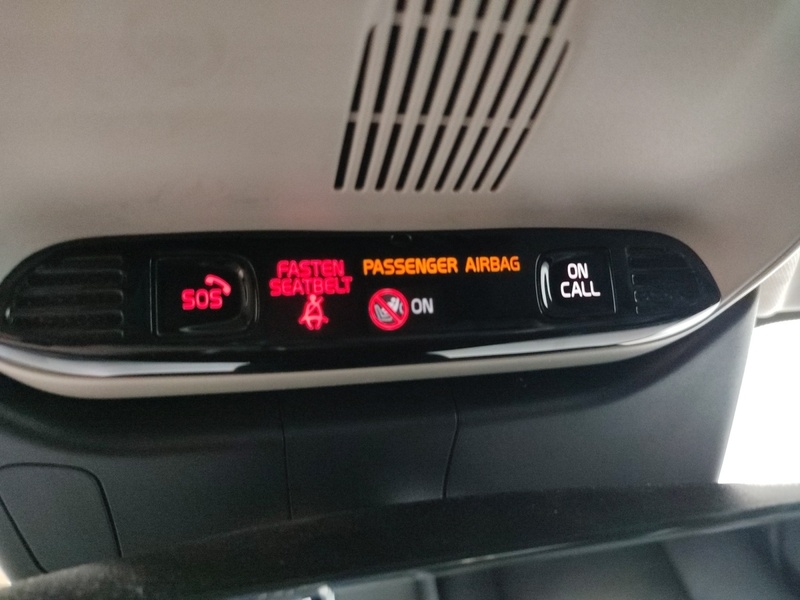 SOS
FASTEN
SEATBELT
PASSENGER AIRBAG
ON
ON
CALL